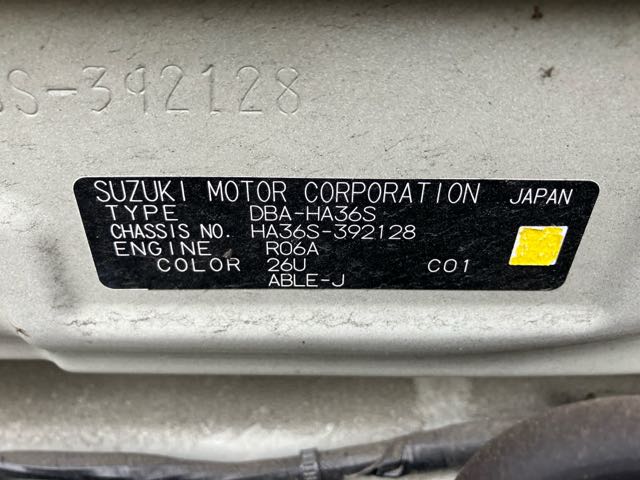 S-392128
SUZUKI MOTOR CORPORATION JAPAN
TYPE DBA-HA36S
CHASSIS NO. HA36S-392128
ENGINE R06A
COLOR 26U C01
ABLE-J